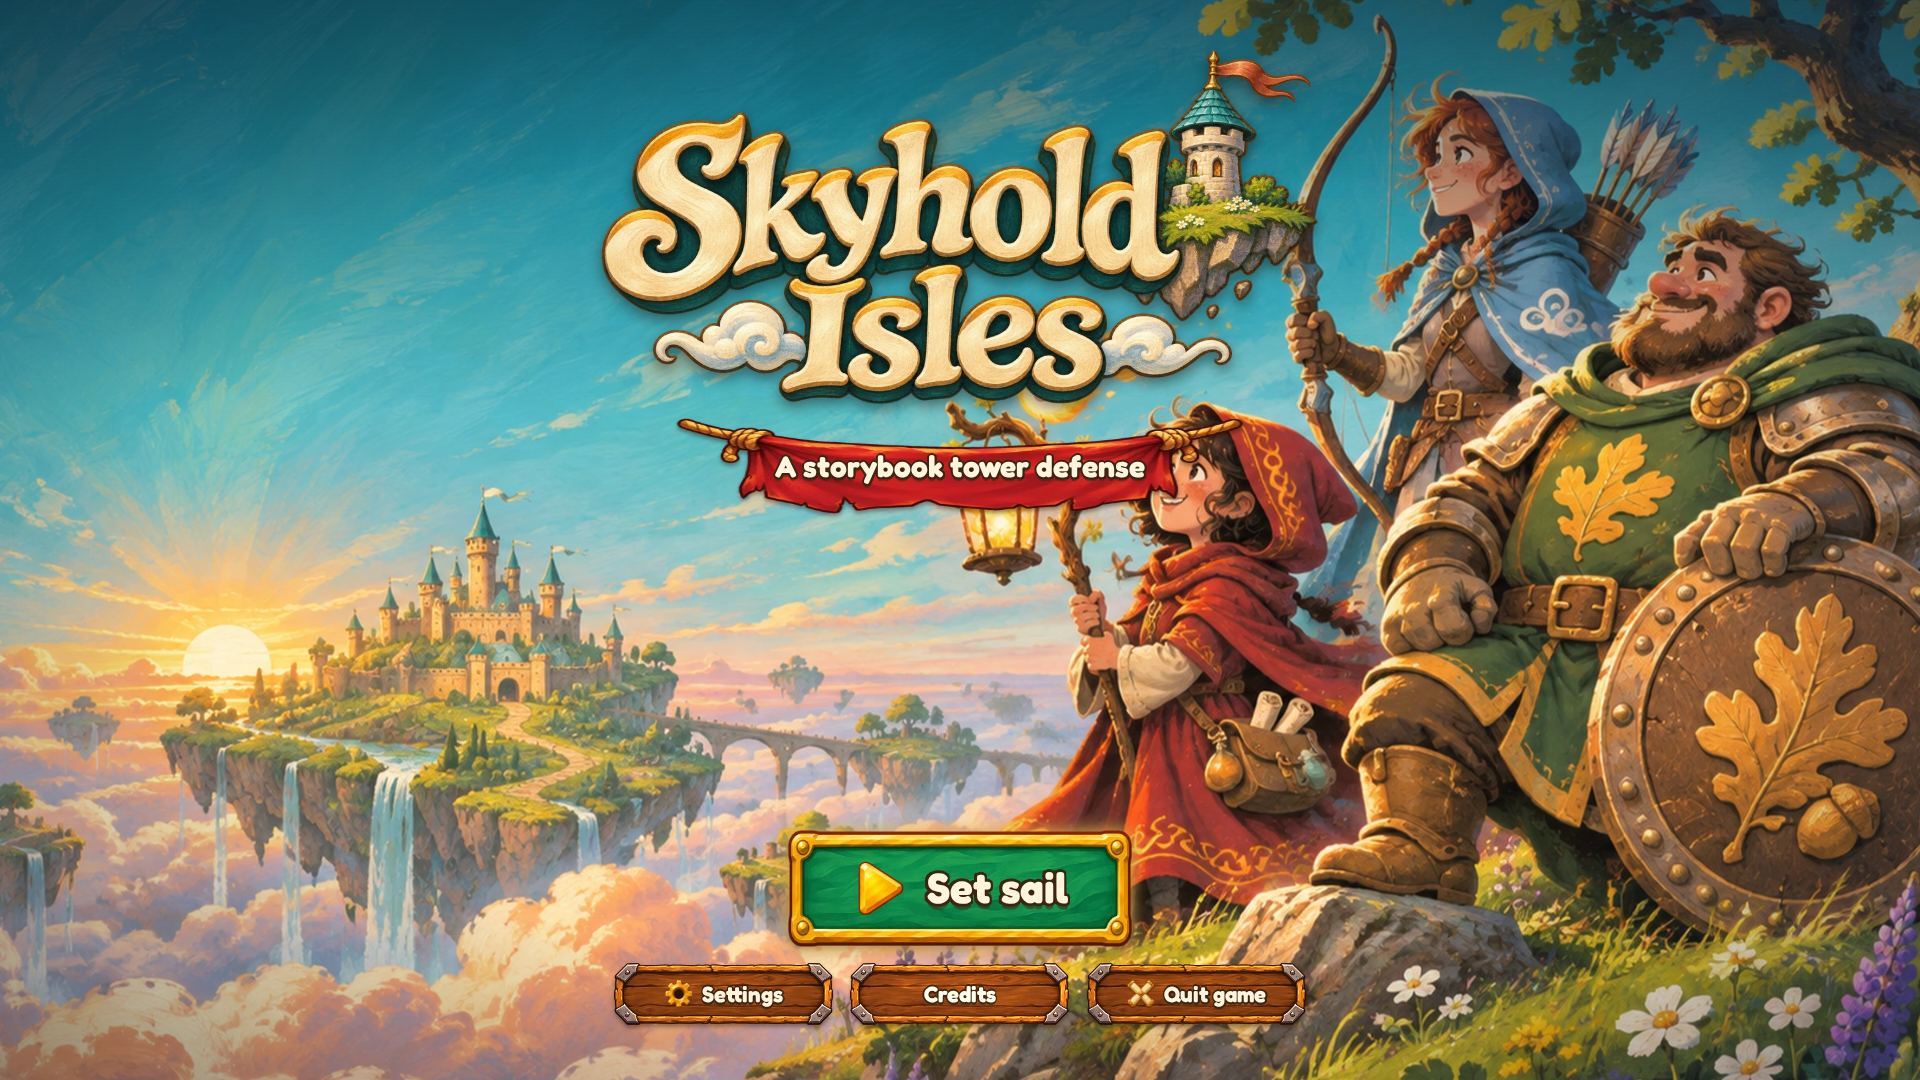 Skyhold
Isles
A storybook tower defense
Set sail
Settings
Credits
Quit game